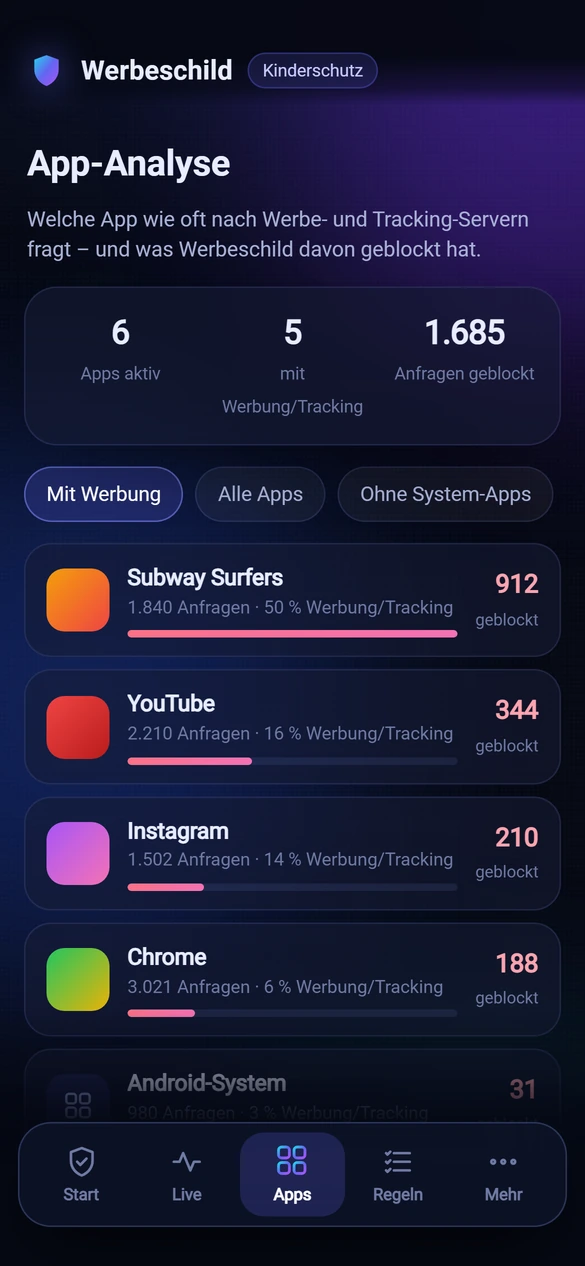 Werbeschild
Kinderschutz
App-Analyse
Welche App wie oft nach Werbe- und Tracking-Servern
fragt – und was Werbeschild davon geblockt hat.
6
Apps aktiv
5
mit
Werbung/Tracking
1.685
Anfragen geblockt
Mit Werbung
Alle Apps
Ohne System-Apps
Subway Surfers
1.840 Anfragen · 50 % Werbung/Tracking
912
geblockt
YouTube
2.210 Anfragen · 16 % Werbung/Tracking
344
geblockt
Instagram
1.502 Anfragen · 14 % Werbung/Tracking
210
geblockt
Chrome
3.021 Anfragen · 6 % Werbung/Tracking
188
geblockt
Android-System
980 Anfragen · 3 % Werbung/Tracking
31
Start
Live
Apps
Regeln
Mehr